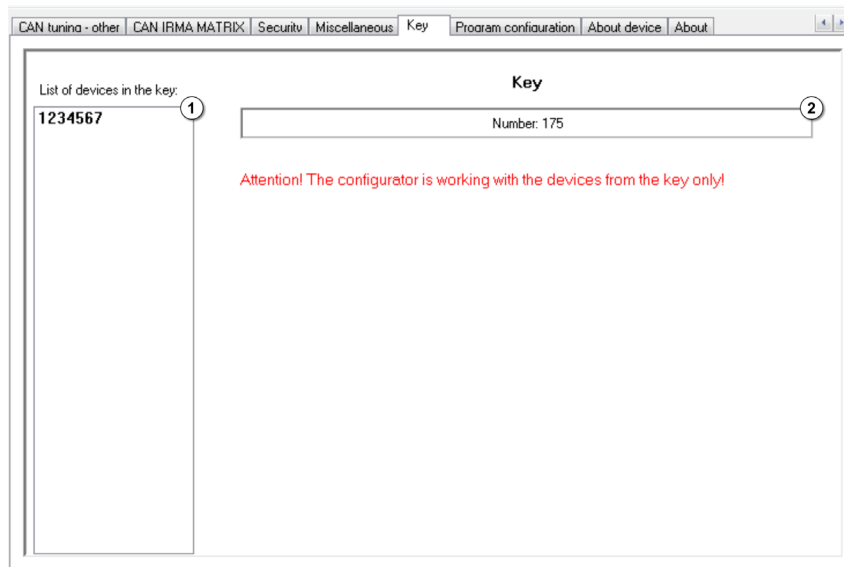 CAN tuning - other CAN IRMA MATRIX Security Miscellaneous Key Program configuration About device About
Key
List of devices in the key:
1
2
1234567
Number: 175
Attention! The configurator is working with the devices from the key only!